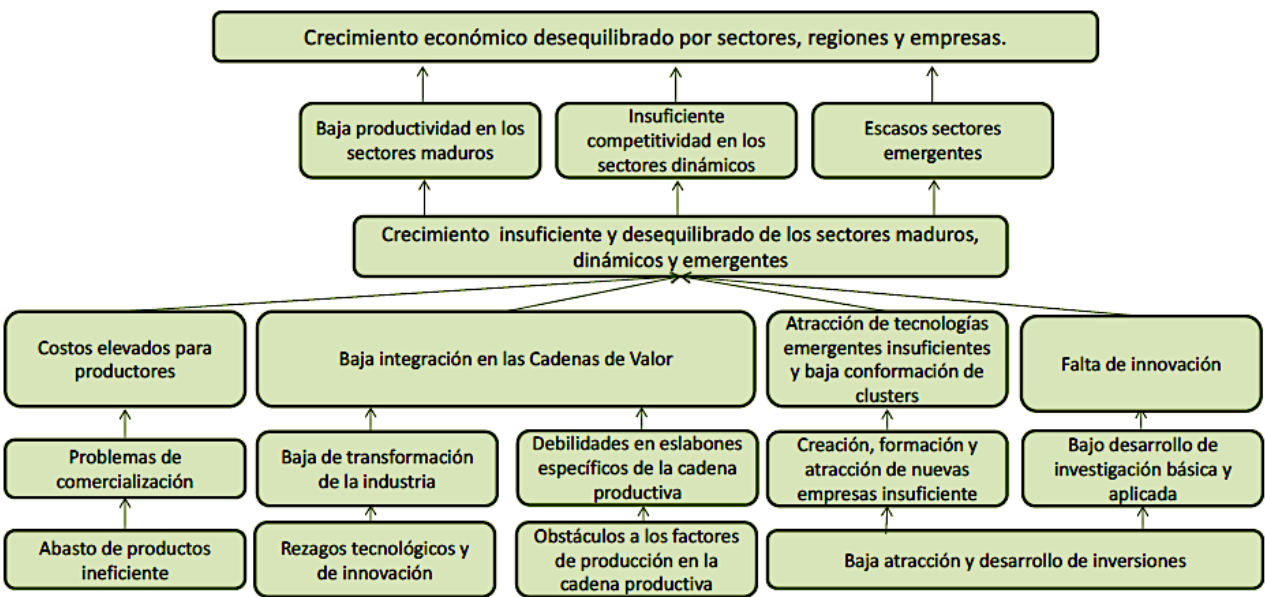 Crecimiento económico desequilibrado por sectores, regiones y empresas.
Baja productividad en los
sectores maduros
Insuficiente
competitividad en los
sectores dinámicos
Escasos sectores
emergentes
Crecimiento insuficiente y desequilibrado de los sectores maduros,
dinámicos y emergentes
Costos elevados para
productores
Baja integración en las Cadenas de Valor
Atracción de tecnologías
emergentes insuficientes
y baja conformación de
clusters
Falta de innovación
Problemas de
comercialización
Baja de transformación
de la industria
Debilidades en eslabones
específicos de la cadena
productiva
Creación, formación y
atracción de nuevas
empresas insuficiente
Bajo desarrollo de
investigación básica y
aplicada
Abasto de productos
ineficiente
Rezagos tecnológicos y
de innovación
Obstáculos a los factores
de producción en la
cadena productiva
Baja atracción y desarrollo de inversiones